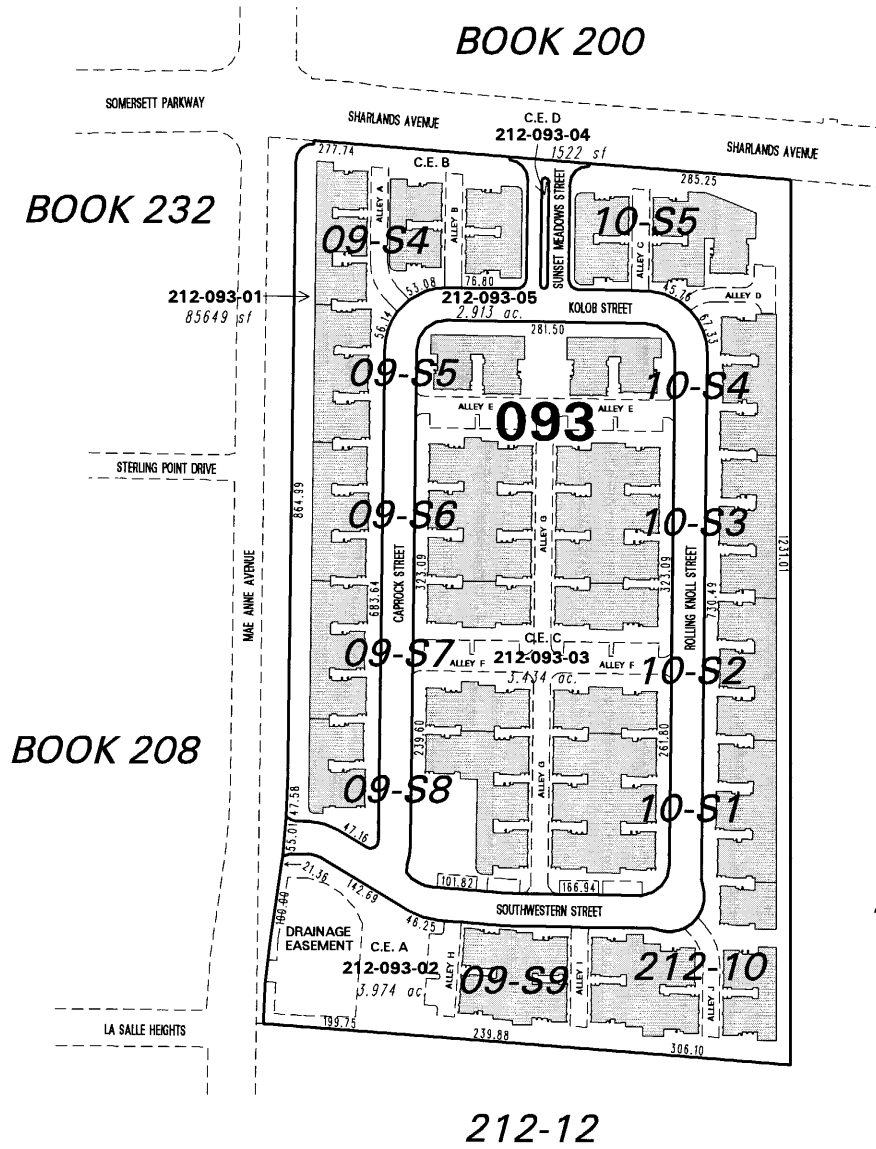 BOOK 200
SOMERSETT PARKWAY
SHARLANDS AVENUE
C.E. D
212-093-04
1522 sf
SHARLANDS AVENUE
277.74
C.E. B
285.25
BOOK 232
ALLEY A
ALLEY B
SUNSET MEADOWS STREET
ALLEY C
09-S4
10-S5
212-093-01
85649 sf
53.08
76.80
212-093-05
2.913 ac.
45.76
ALLEY D
56.14
KOLOB STREET
67.33
281.50
09-S5
10-S4
ALLEY E
093
ALLEY E
STERLING POINT DRIVE
864.99
09-S6
10-S3
ALLEY G
MAE ANNE AVENUE
683.64
CAPROCK STREET
323.09
323.09
ROLLING KNOLL STREET
730.49
1231.01
C.E. C
09-S7
ALLEY F
212-093-03
ALLEY F
10-S2
3.434 ac.
BOOK 208
239.60
ALLEY G
261.80
09-S8
10-S1
47.58
55.01
47.16
21.36
142.69
101.82
166.94
100.00
46.25
SOUTHWESTERN STREET
DRAINAGE
EASEMENT
C.E. A
212-093-02
3.974 ac.
ALLEY H
09-S9
ALLEY I
212-10
ALLEY J
LA SALLE HEIGHTS
199.75
239.88
306.10
212-12